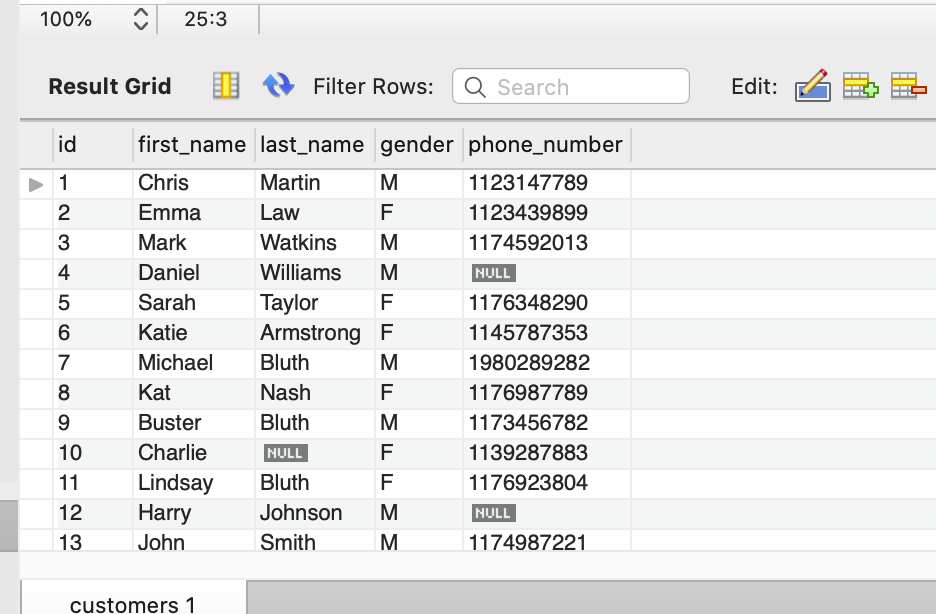 100% 25:3
Result Grid Filter Rows: Search Edit:
id first_name last_name gender phone_number
1 Chris Martin M 1123147789
2 Emma Law F 1123439899
3 Mark Watkins M 1174592013
4 Daniel Williams M NULL
5 Sarah Taylor F 1176348290
6 Katie Armstrong F 1145787353
7 Michael Bluth M 1980289282
8 Kat Nash F 1176987789
9 Buster Bluth M 1173456782
10 Charlie NULL F 1139287883
11 Lindsay Bluth F 1176923804
12 Harry Johnson M NULL
13 John Smith M 1174987221
customers 1